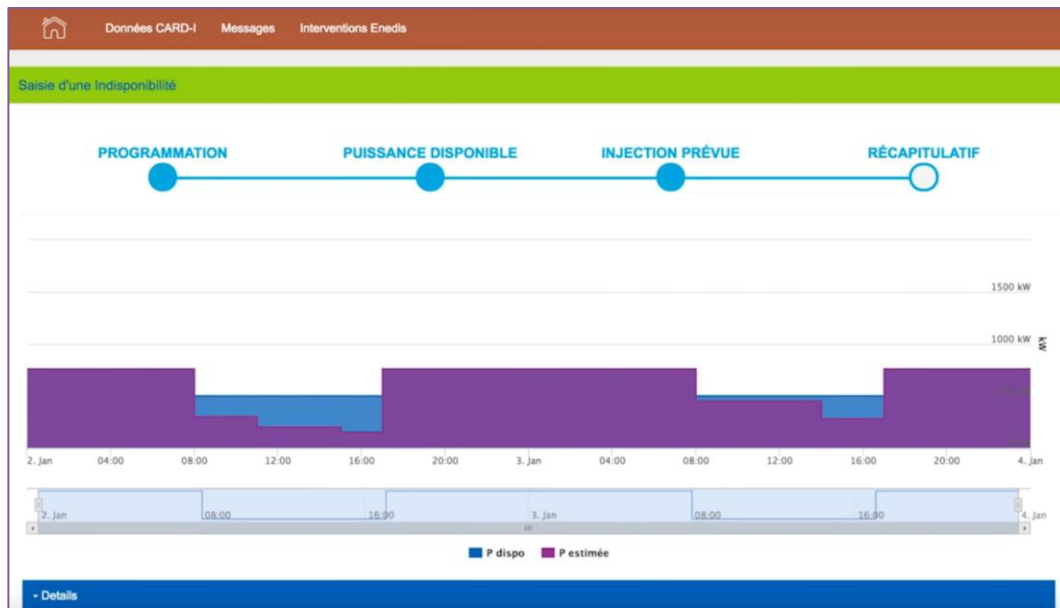 Données CARD-I Messages Interventions Enedis
Saisie d'une Indisponibilité
PROGRAMMATION PUISSANCE DISPONIBLE INJECTION PRÉVUE RÉCAPITULATIF
1500 kW
1000 kW
kW
2. Jan 04:00 08:00 12:00 16:00 20:00 3. Jan 04:00 08:00 12:00 16:00 20:00 4. Jan
2. Jan 08:00 16:00 3. Jan 08:00 16:00 4. Jan
P dispo P estimée
Details